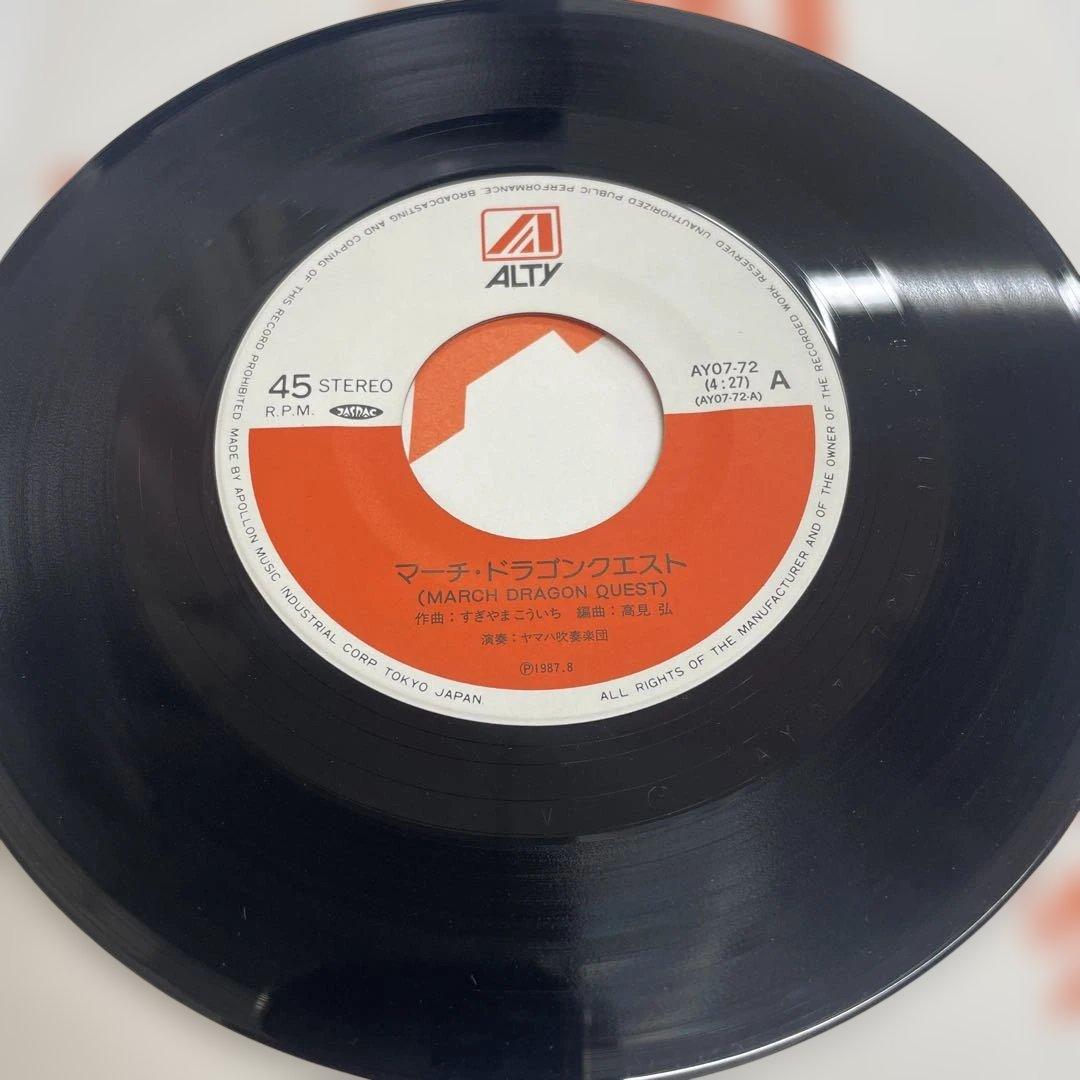 ALTY
45 STEREO
R.P.M. JASRAC
AY07-72
(4:27) A
(AY07-72-A)
マーチ・ドラゴンクエスト
(MARCH DRAGON QUEST)
作曲:すぎやまこういち 編曲:高見 弘
演奏:ヤマハ吹奏楽団
Ⓟ1987.8
ALL RIGHTS OF THE MANUFACTURER AND OF THE OWNER OF THE RECORDED WORK RESERVED UNAUTHORIZED PUBLIC PERFORMANCE, BROADCASTING AND COPYING OF THIS RECORD PROHIBITED MADE BY APOLLON MUSIC INDUSTRIAL CORP. TOKYO JAPAN.